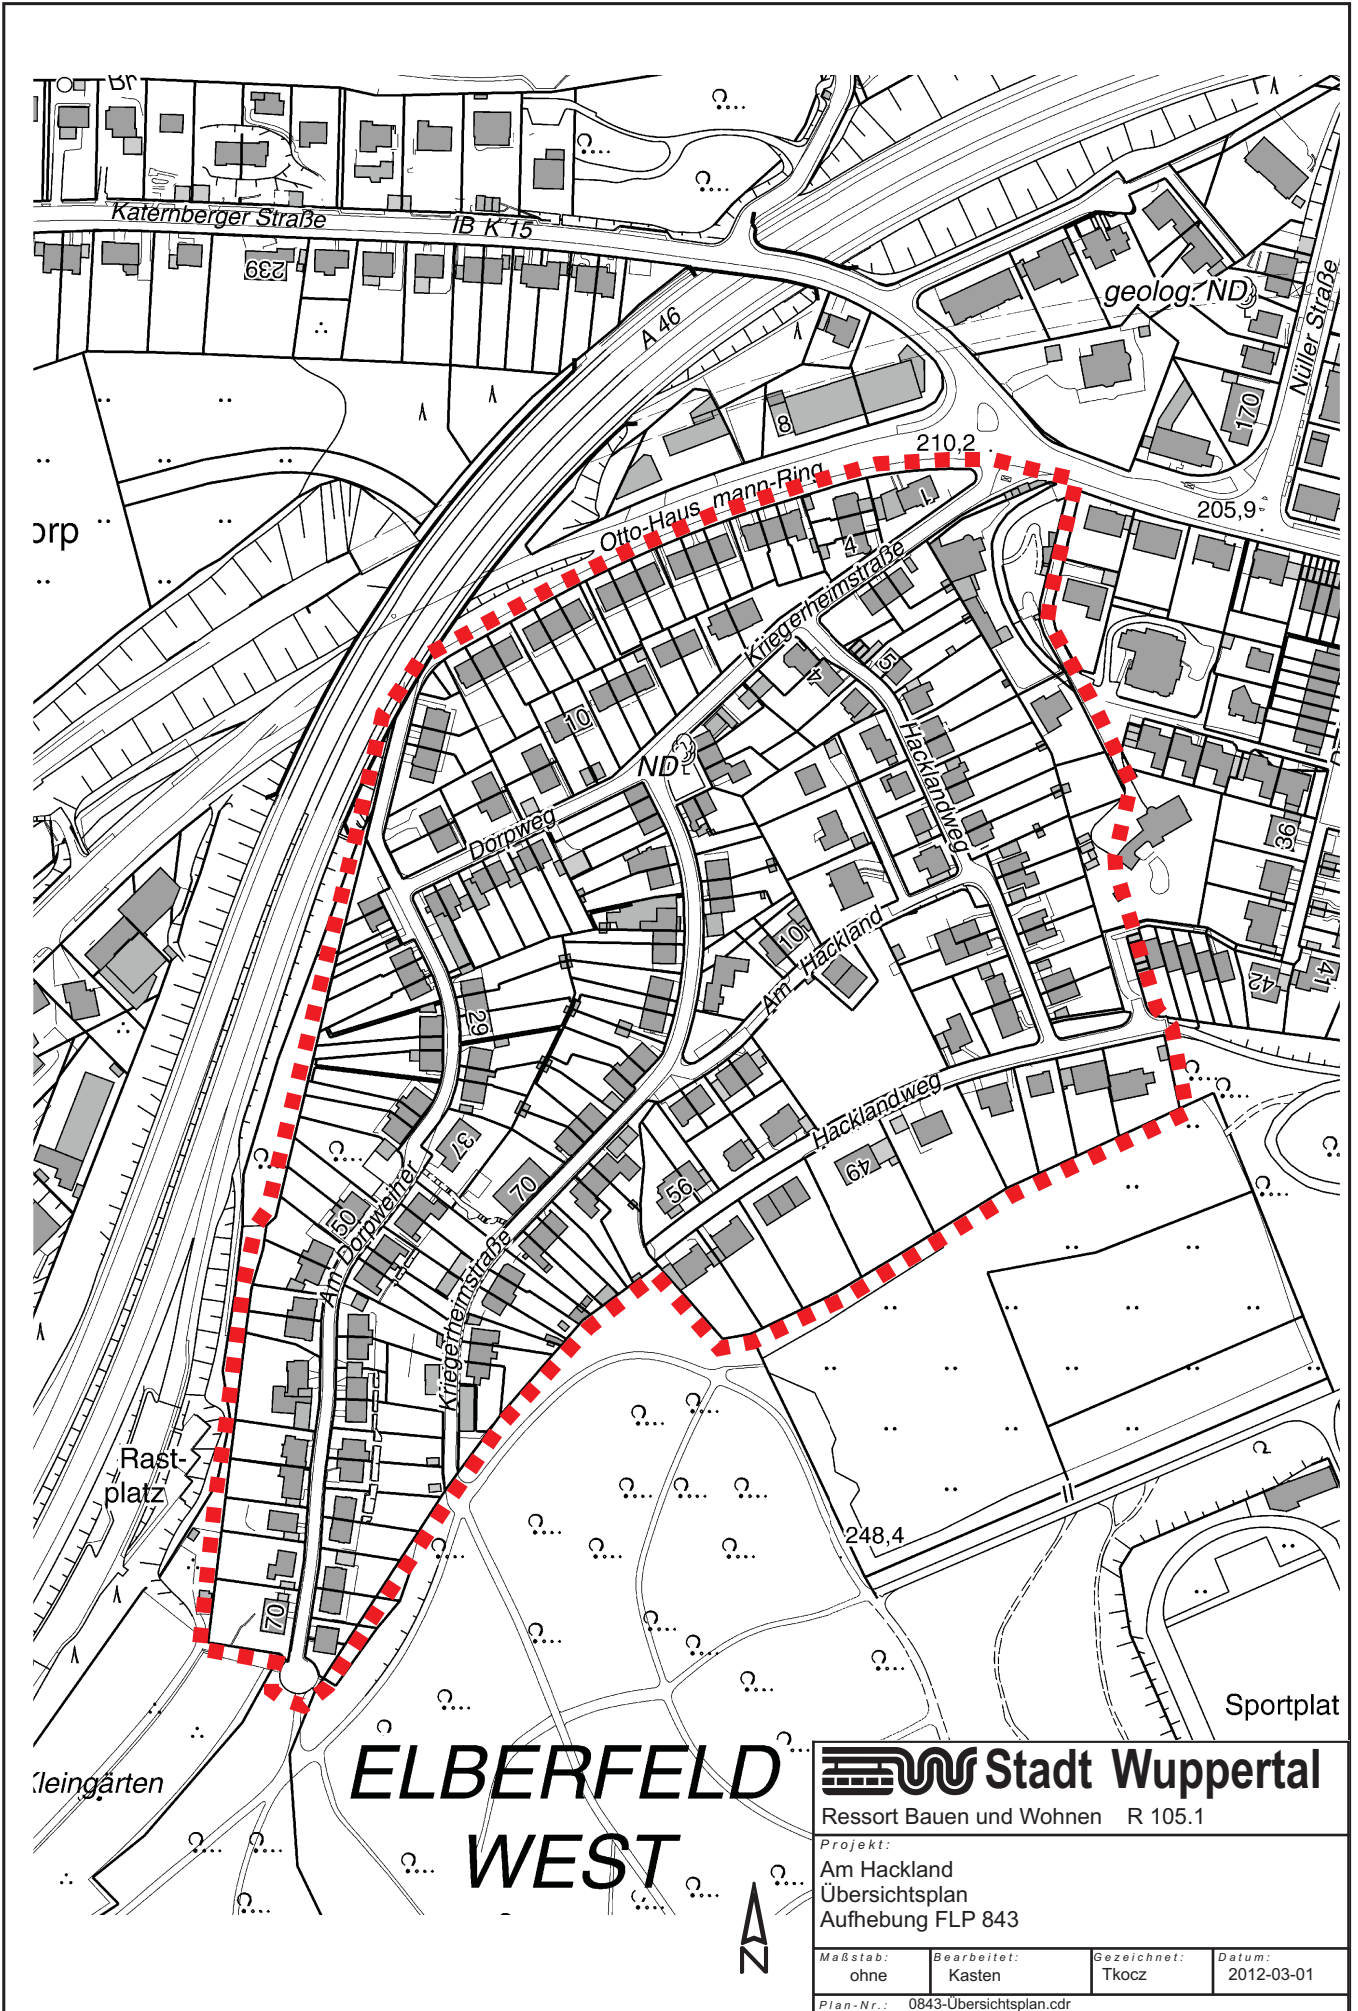 Br
Katernberger Straße
IB K 15
239
A 46
geolog. ND
Nüller Straße
170
8
210,2
205,9
Otto-Haus mann-Ring
1
4
Kriegerheimstraße
5
4
10
ND
Hacklandweg
Dorpweg
36
10
Am Hackland
42
41
29
Hacklandweg
37
70
49
56
50
Am-Dorpweiher
Kriegerheimstraße
Rast-
platz
248,4
70
Sportplat
ELBERFELD
WEST
N
Stadt Wuppertal
Ressort Bauen und Wohnen R 105.1
Projekt:
Am Hackland
Übersichtsplan
Aufhebung FLP 843
Maßstab: Bearbeitet: Gezeichnet: Datum:
ohne Kasten Tkocz 2012-03-01
Plan-Nr.: 0843-Übersichtsplan.cdr